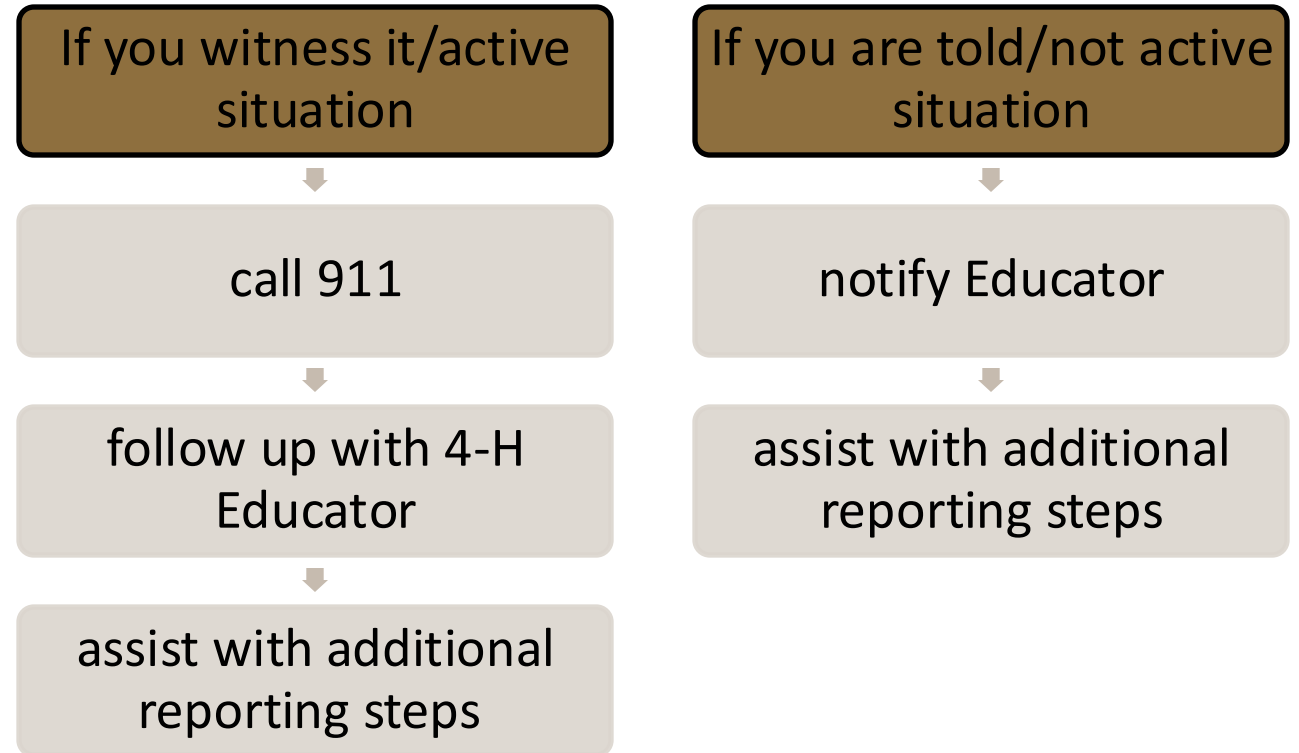 If you witness it/active
situation
call 911
follow up with 4-H
Educator
assist with additional
reporting steps
If you are told/not active
situation
notify Educator
assist with additional
reporting steps